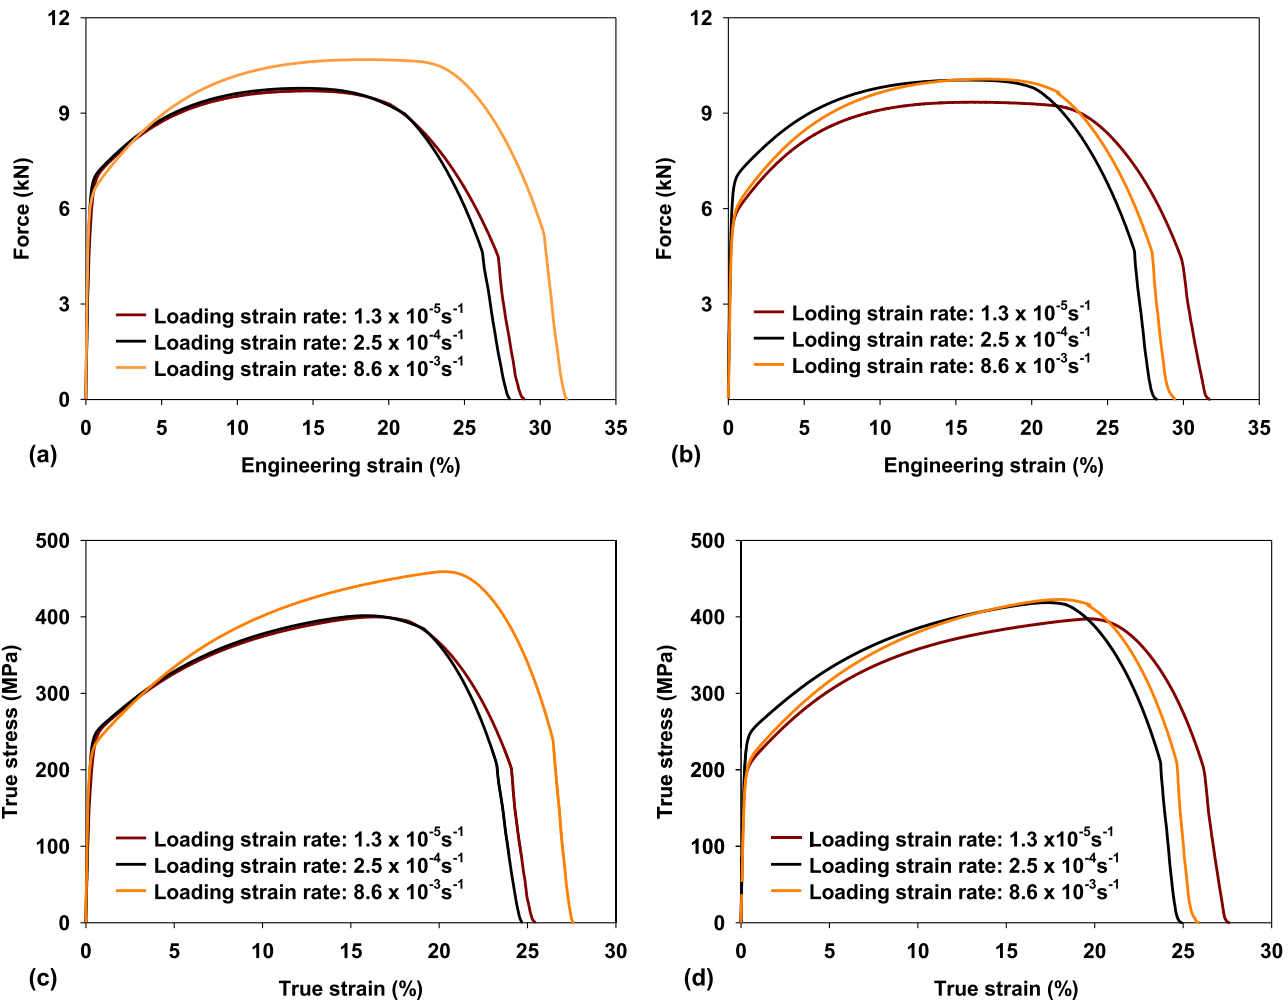 12
9
6
3
0
Force (kN)
Loading strain rate: 1.3 x 10⁻⁵s⁻¹
Loading strain rate: 2.5 x 10⁻⁴s⁻¹
Loading strain rate: 8.6 x 10⁻³s⁻¹
0 5 10 15 20 25 30 35
(a)
Engineering strain (%)
12
9
6
3
Force (kN)
Loding strain rate: 1.3 x 10⁻⁵s⁻¹
Loding strain rate: 2.5 x 10⁻⁴s⁻¹
Loding strain rate: 8.6 x 10⁻³s⁻¹
0 5 10 15 20 25 30 35
(b)
Engineering strain (%)
500
400
300
200
100
0
True stress (MPa)
Loading strain rate: 1.3 x 10⁻⁵s⁻¹
Loading strain rate: 2.5 x 10⁻⁴s⁻¹
Loading strain rate: 8.6 x 10⁻³s⁻¹
0 5 10 15 20 25 30
(c)
True strain (%)
500
400
300
200
100
0
True stress (MPa)
Loading strain rate: 1.3 x10⁻⁵s⁻¹
Loading strain rate: 2.5 x 10⁻⁴s⁻¹
Loading strain rate: 8.6 x 10⁻³s⁻¹
0 5 10 15 20 25 30
(d)
True strain (%)